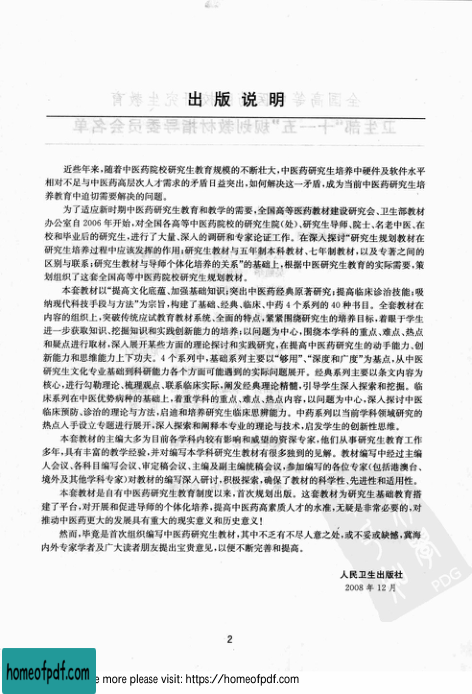 出版说明
近些年来，随着中医药院校研究生教育规模的不断壮大，中医药研究生培养中硬件及软件水平
相对不足与中医药高层次人才需求的矛盾日益突出，如何解决这一矛盾，成为当前中医药研究生培
养教育中迫切需要解决的问题。
为了适应新时期中医药研究生教育和教学的需要，全国高等医药教材建设研究会、卫生部教材
办公室自2006年开始，对全国各高等中医药院校的研究生院（处）、研究生导师、院士、名老中医、在
校和毕业后的研究生，进行了大量、深入的调研和专家论证工作。在深入探讨“研究生规划教材在
研究生培养过程中应该发挥的作用；研究生教材与五年制本科教材、七年制教材，以及专著之间的
区别与联系；研究生教材与导师个体化培养的关系”的基础上，根据中医研究生教育的实际需要，策
划组织了这套全国高等中医药院校研究生规划教材。
本套教材以“提高文化底蕴、加强基础知识；突出中医药经典原著研究；提高临床诊治技能；吸
纳现代科技手段与方法”为宗旨，构建了基础、经典、临床、中药4个系列的40种书目。全套教材在
内容的组织上，突破传统应试教育教材系统、全面的特点，紧紧围绕研究生的培养目标，着眼于学生
进一步获取知识、挖掘知识和实践创新能力的培养；以问题为中心，围绕本学科的重点、难点、热点
和疑点进行取材，深入展开某些方面的理论探讨和实践研究，在提高中医药研究生的动手能力、创
新能力和思维能力上下功夫。4个系列中，基础系列主要以“够用”、“深度和广度”为基点，从中医
研究生文化专业基础到科研能力各个方面可能遇到的实际问题展开。经典系列主要以条文内容为
核心，进行勾勒理论、梳理观点、联系临床实际，阐发经典理论精髓，引导学生深入探索和挖掘。临
床系列在中医优势病种的基础上，着重学科的重点、难点、热点内容，以问题为中心，深入探讨中医
临床预防、诊治的理论与方法，启迪和培养研究生临床思辨能力。中药系列以当前学科领域研究的
热点入手设立专题进行展开，深入探索和阐释本专业的理论与技术，启发学生的创新性思维。
本套教材的主编大多为目前各学科内较有影响和威望的资深专家，他们从事研究生教育工作
多年，具有丰富的教学经验，并对编写本学科研究生教材有很多独到的见解。教材编写中经过主编
人会议、各科目编写会议、审定稿会议、主编及副主编统稿会议，参加编写的各位专家（包括港澳台、
境外及其他学科专家）对教材的编写深入研讨，积极探索，确保了教材的科学性、先进性和适用性。
本套教材是自有中医药研究生教育制度以来，首次规划出版。这套教材为研究生基础教育搭
建了平台，对开展和促进导师的个体化培养，提高中医药高素质人才的水准，无疑是非常必要的，对
推动中医药更大的发展具有重大的现实意义和历史意义！
然而，毕竟是首次组织编写中医药研究生教材，其中不乏有不尽人意之处，或不妥或缺憾，冀海
内外专家学者及广大读者朋友提出宝贵意见，以便不断完善和提高。
人民卫生出版社
2008年12月
PDG
2
homeofpdf.com
e more please visit: https://homeofpdf.com